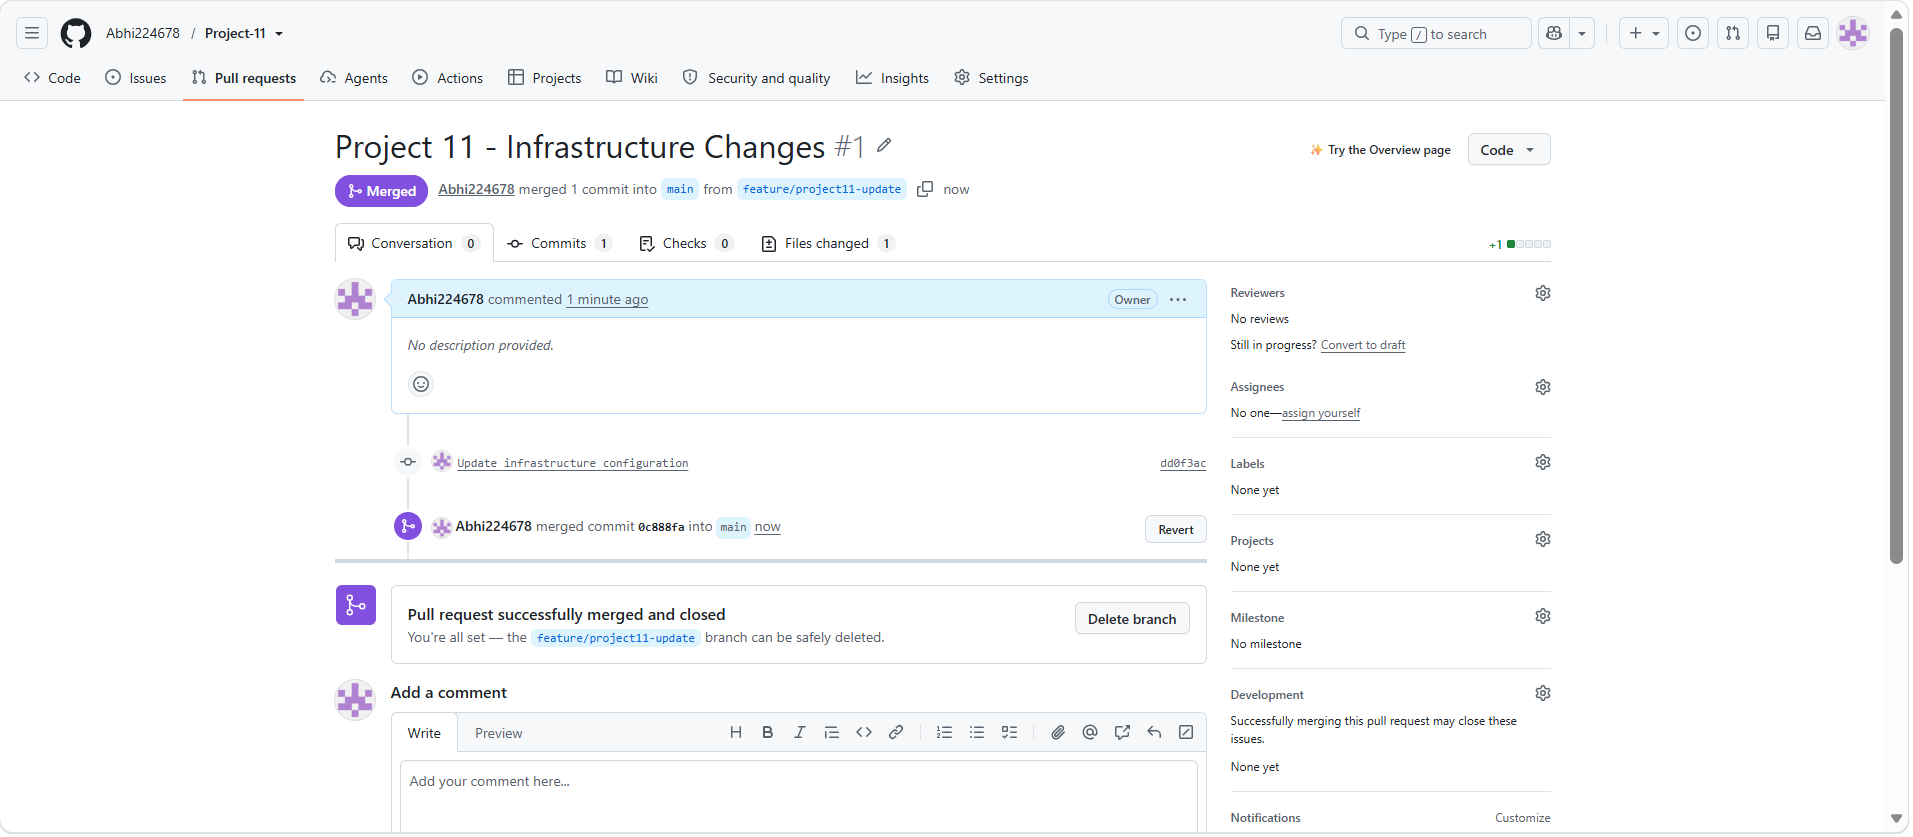 Abhi224678 / Project-11
Type / to search
Code Issues Pull requests Agents Actions Projects Wiki Security and quality Insights Settings
Project 11 - Infrastructure Changes #1
Try the Overview page
Code
Merged Abhi224678 merged 1 commit into main from feature/project11-update now
Conversation 0 Commits 1 Checks 0 Files changed 1
+1
Abhi224678 commented 1 minute ago
Owner
No description provided.
Update infrastructure configuration
dd0f3ac
Abhi224678 merged commit 0c888fa into main now
Revert
Pull request successfully merged and closed
You're all set — the feature/project11-update branch can be safely deleted.
Delete branch
Add a comment
Write Preview
Add your comment here...
Reviewers
No reviews
Still in progress? Convert to draft
Assignees
No one—assign yourself
Labels
None yet
Projects
None yet
Milestone
No milestone
Development
Successfully merging this pull request may close these
issues.
None yet
Notifications
Customize